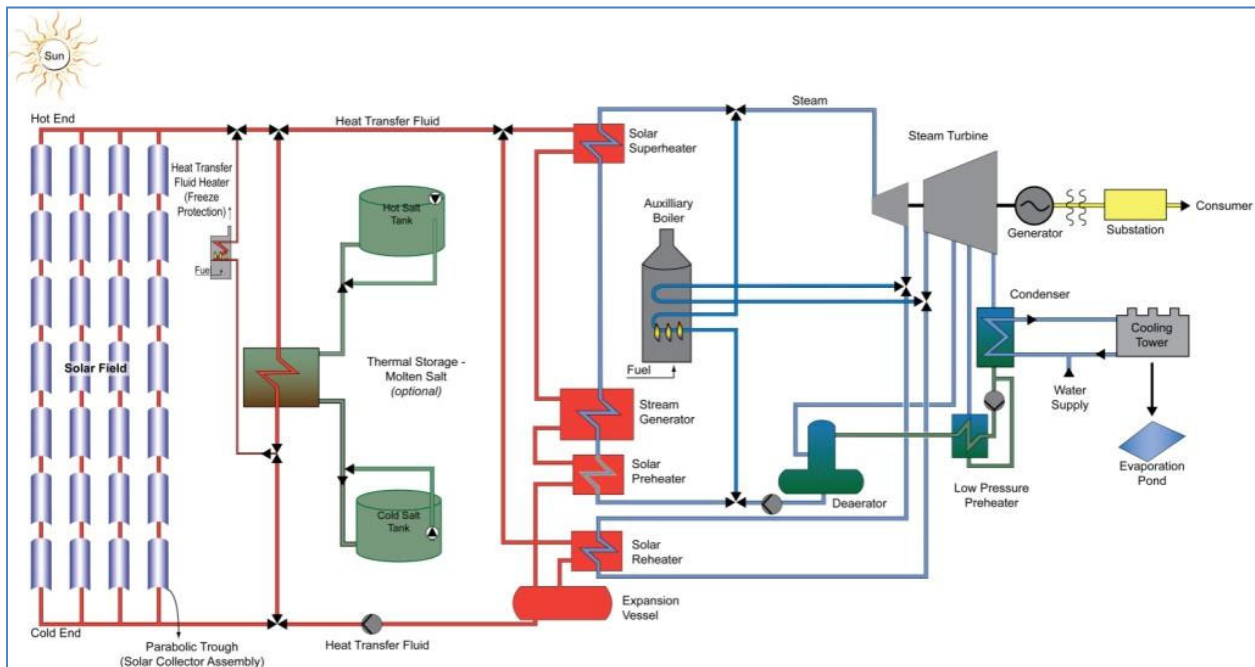 Sun
Hot End
Heat Transfer Fluid
Steam
Solar
Superheater
Steam Turbine
Heat Transfer
Fluid Heater
(Freeze
Protection)
Fuel
Hot Salt
Tank
Auxilliary
Boiler
Fuel
Generator
Substation
Consumer
Condenser
Cooling
Tower
Water
Supply
Evaporation
Pond
Solar Field
Thermal Storage -
Molten Salt
(optional)
Stream
Generator
Solar
Preheater
Deaerator
Low Pressure
Preheater
Cold Salt
Tank
Solar
Reheater
Expansion
Vessel
Cold End
Parabolic Trough
(Solar Collector Assembly)
Heat Transfer Fluid